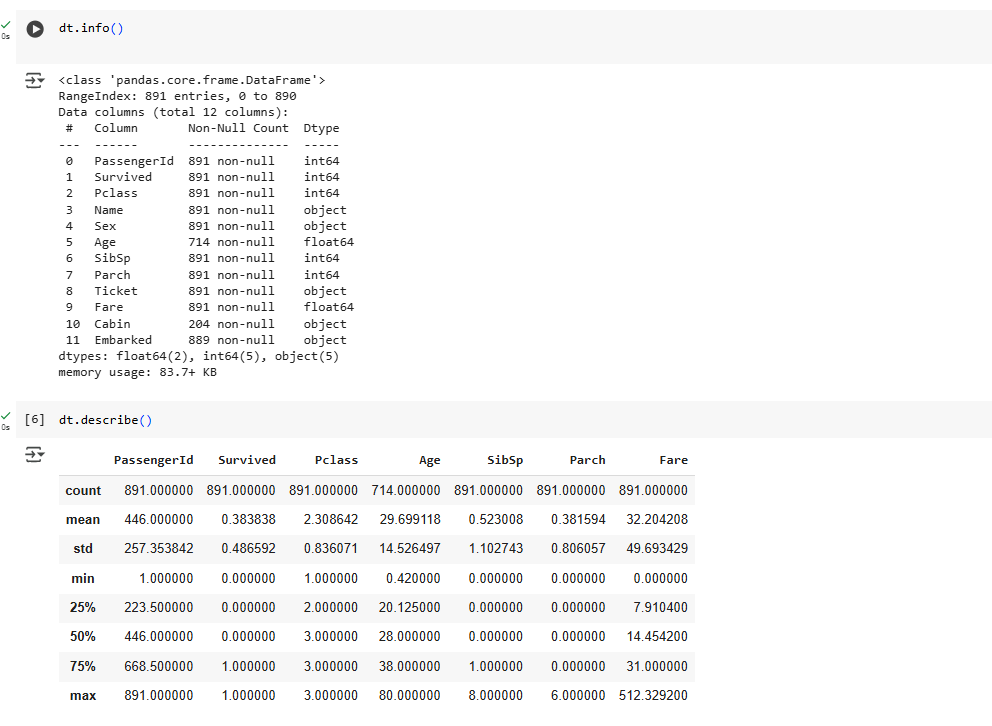 0s
dt.info()
<class 'pandas.core.frame.DataFrame'>
RangeIndex: 891 entries, 0 to 890
Data columns (total 12 columns):
 #   Column       Non-Null Count  Dtype
---  ------       --------------  -----
 0   PassengerId  891 non-null    int64
 1   Survived     891 non-null    int64
 2   Pclass       891 non-null    int64
 3   Name         891 non-null    object
 4   Sex          891 non-null    object
 5   Age          714 non-null    float64
 6   SibSp        891 non-null    int64
 7   Parch        891 non-null    int64
 8   Ticket       891 non-null    object
 9   Fare         891 non-null    float64
 10  Cabin        204 non-null    object
 11  Embarked     889 non-null    object
dtypes: float64(2), int64(5), object(5)
memory usage: 83.7+ KB
[6] dt.describe()
0s
PassengerId Survived Pclass Age SibSp Parch Fare
count 891.000000 891.000000 891.000000 714.000000 891.000000 891.000000 891.000000
mean 446.000000 0.383838 2.308642 29.699118 0.523008 0.381594 32.204208
std 257.353842 0.486592 0.836071 14.526497 1.102743 0.806057 49.693429
min 1.000000 0.000000 1.000000 0.420000 0.000000 0.000000 0.000000
25% 223.500000 0.000000 2.000000 20.125000 0.000000 0.000000 7.910400
50% 446.000000 0.000000 3.000000 28.000000 0.000000 0.000000 14.454200
75% 668.500000 1.000000 3.000000 38.000000 1.000000 0.000000 31.000000
max 891.000000 1.000000 3.000000 80.000000 8.000000 6.000000 512.329200